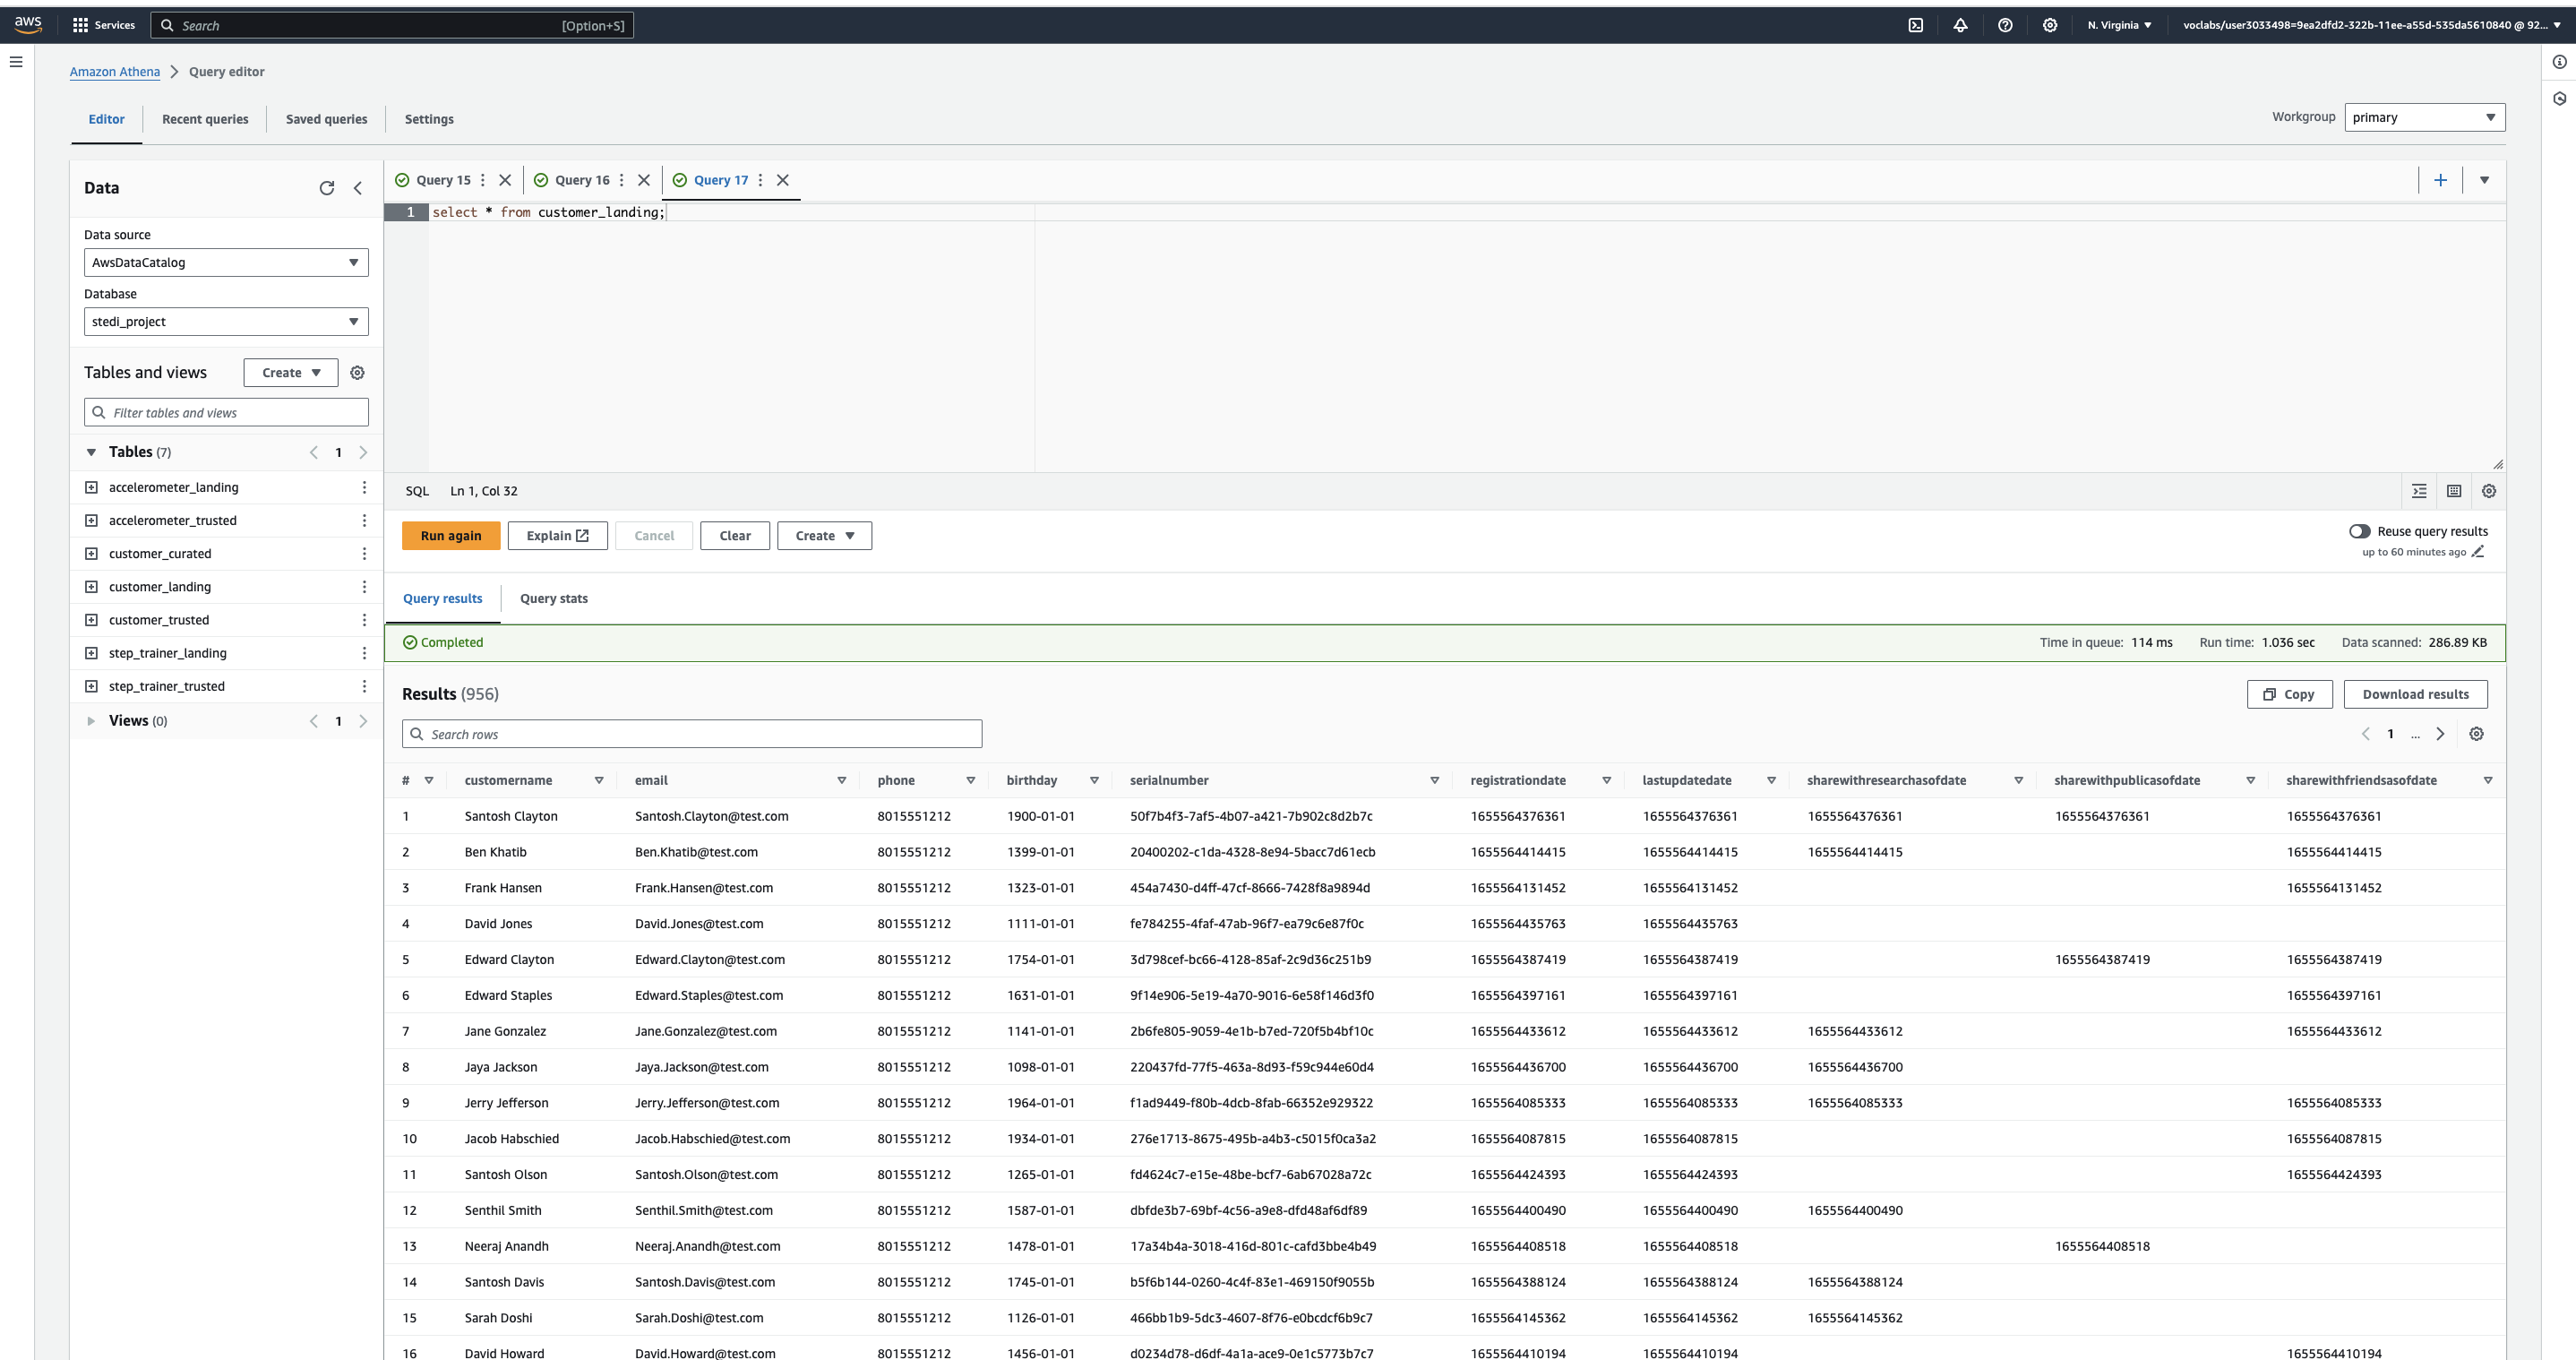 aws Services Search [Option+S] N. Virginia voclabs/user3033498=9ea2dfd2-322b-11ee-a55d-535da5610840 @ 92...
Amazon Athena Query editor
Editor Recent queries Saved queries Settings Workgroup primary
Data
Data source
AwsDataCatalog
Database
stedi_project
Tables and views Create
Filter tables and views
Tables (7) 1
accelerometer_landing
accelerometer_trusted
customer_curated
customer_landing
customer_trusted
step_trainer_landing
step_trainer_trusted
Views (0) 1
Query 15 Query 16 Query 17
1 select * from customer_landing;
SQL Ln 1, Col 32
Run again Explain Cancel Clear Create Reuse query results
up to 60 minutes ago
Query results Query stats
Completed Time in queue: 114 ms Run time: 1.036 sec Data scanned: 286.89 KB
Results (956) Copy Download results
Search rows 1 ...
# customername email phone birthday serialnumber registrationdate lastupdatedate sharewithresearchasofdate sharewithpublicasofdate sharewithfriendsasofdate
1 Santosh Clayton Santosh.Clayton@test.com 8015551212 1900-01-01 50f7b4f3-7af5-4b07-a421-7b902c8d2b7c 1655564376361 1655564376361 1655564376361 1655564376361 1655564376361
2 Ben Khatib Ben.Khatib@test.com 8015551212 1399-01-01 20400202-c1da-4328-8e94-5bacc7d61ecb 1655564414415 1655564414415 1655564414415 1655564414415
3 Frank Hansen Frank.Hansen@test.com 8015551212 1323-01-01 454a7430-d4ff-47cf-8666-7428f8a9894d 1655564131452 1655564131452 1655564131452
4 David Jones David.Jones@test.com 8015551212 1111-01-01 fe784255-4faf-47ab-96f7-ea79c6e87f0c 1655564435763 1655564435763
5 Edward Clayton Edward.Clayton@test.com 8015551212 1754-01-01 3d798cef-bc66-4128-85af-2c9d36c251b9 1655564387419 1655564387419 1655564387419 1655564387419
6 Edward Staples Edward.Staples@test.com 8015551212 1631-01-01 9f14e906-5e19-4a70-9016-6e58f146d3f0 1655564397161 1655564397161 1655564397161
7 Jane Gonzalez Jane.Gonzalez@test.com 8015551212 1141-01-01 2b6fe805-9059-4e1b-b7ed-720f5b4bf10c 1655564433612 1655564433612 1655564433612 1655564433612
8 Jaya Jackson Jaya.Jackson@test.com 8015551212 1098-01-01 220437fd-77f5-463a-8d93-f59c944e60d4 1655564436700 1655564436700 1655564436700
9 Jerry Jefferson Jerry.Jefferson@test.com 8015551212 1964-01-01 f1ad9449-f80b-4dcb-8fab-66352e929322 1655564085333 1655564085333 1655564085333 1655564085333
10 Jacob Habschied Jacob.Habschied@test.com 8015551212 1934-01-01 276e1713-8675-495b-a4b3-c5015f0ca3a2 1655564087815 1655564087815 1655564087815
11 Santosh Olson Santosh.Olson@test.com 8015551212 1265-01-01 fd4624c7-e15e-48be-bcf7-6ab67028a72c 1655564424393 1655564424393 1655564424393
12 Senthil Smith Senthil.Smith@test.com 8015551212 1587-01-01 dbfde3b7-69bf-4c56-a9e8-dfd48af6df89 1655564400490 1655564400490 1655564400490
13 Neeraj Anandh Neeraj.Anandh@test.com 8015551212 1478-01-01 17a34b4a-3018-416d-801c-cafd3bbe4b49 1655564408518 1655564408518 1655564408518
14 Santosh Davis Santosh.Davis@test.com 8015551212 1745-01-01 b5f6b144-0260-4c4f-83e1-469150f9055b 1655564388124 1655564388124 1655564388124
15 Sarah Doshi Sarah.Doshi@test.com 8015551212 1126-01-01 466bb1b9-5dc3-4607-8f76-e0bcdcf6b9c7 1655564145362 1655564145362 1655564145362
16 David Howard David.Howard@test.com 8015551212 1456-01-01 d0234d78-d6df-4a1a-ace9-0e1c5773b7c7 1655564410194 1655564410194 1655564410194